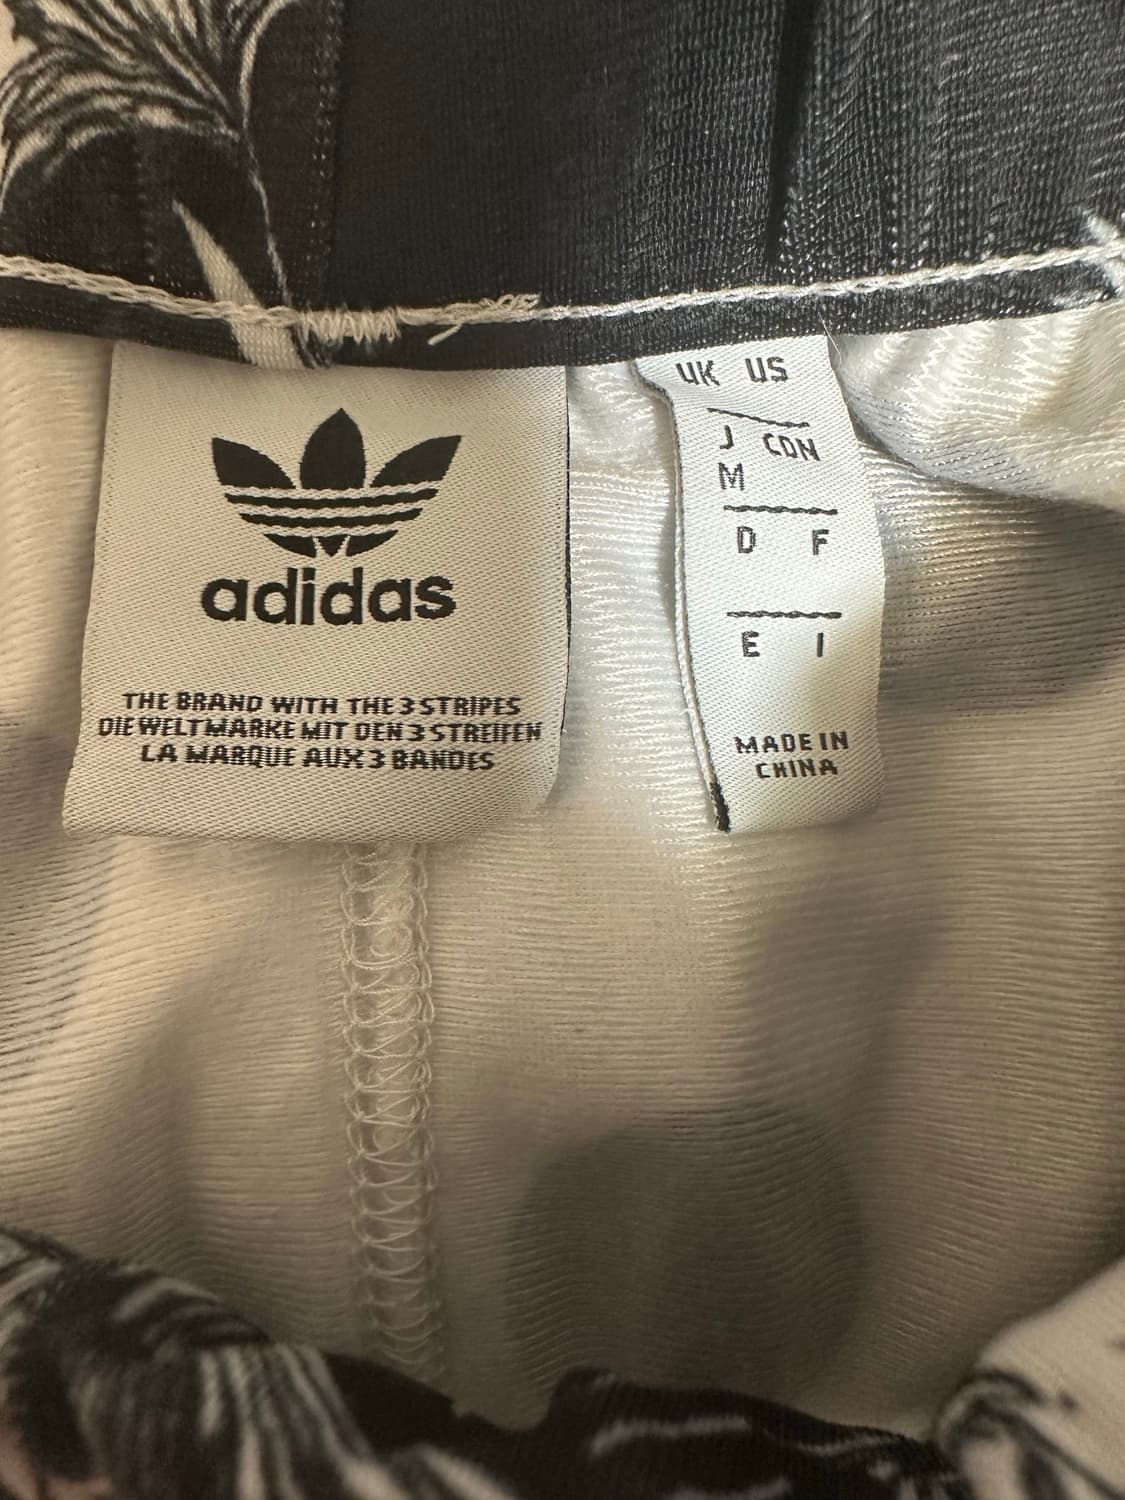 adidas
THE BRAND WITH THE 3 STRIPES
DIE WELTMARKE MIT DEN 3 STREIFEN
LA MARQUE AUX 3 BANDES
UK US
J CDN
M
D F
E I
MADE IN
CHINA